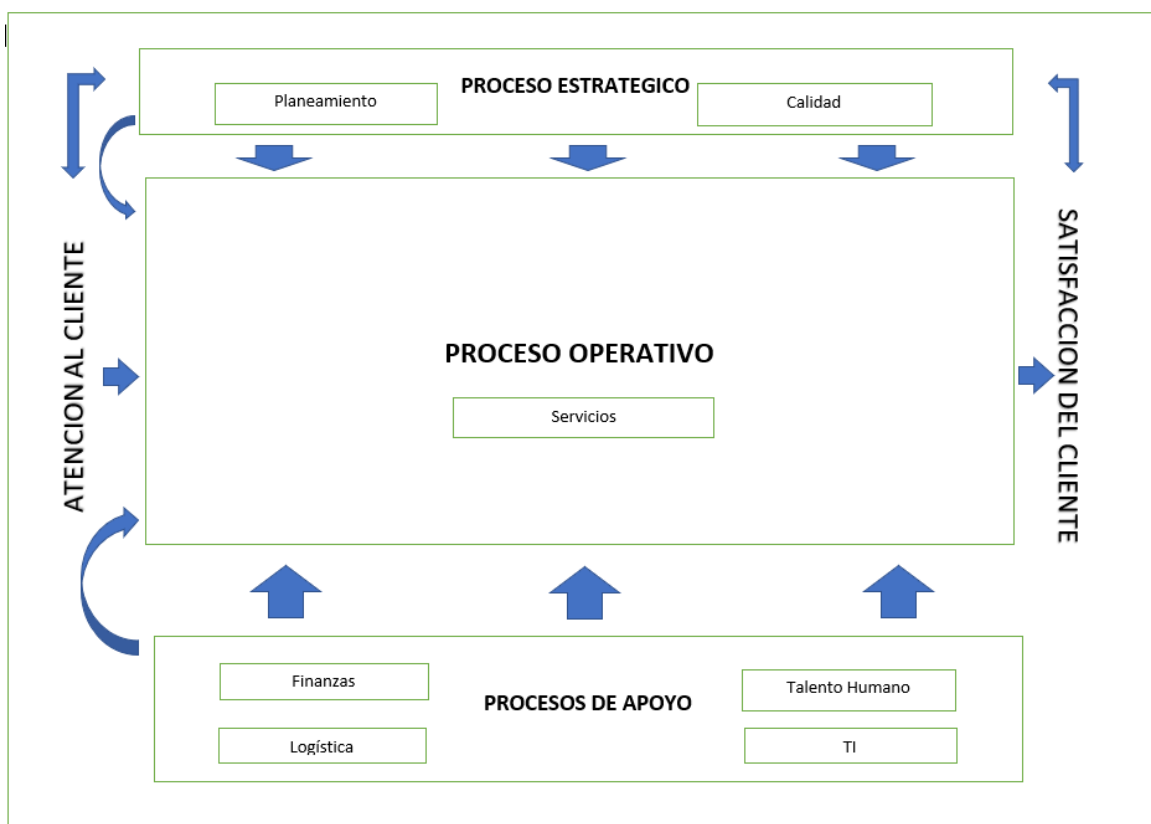 PROCESO ESTRATEGICO
Planeamiento
Calidad
ATENCION AL CLIENTE
PROCESO OPERATIVO
Servicios
SATISFACCION DEL CLIENTE
Finanzas
Talento Humano
PROCESOS DE APOYO
Logística
TI